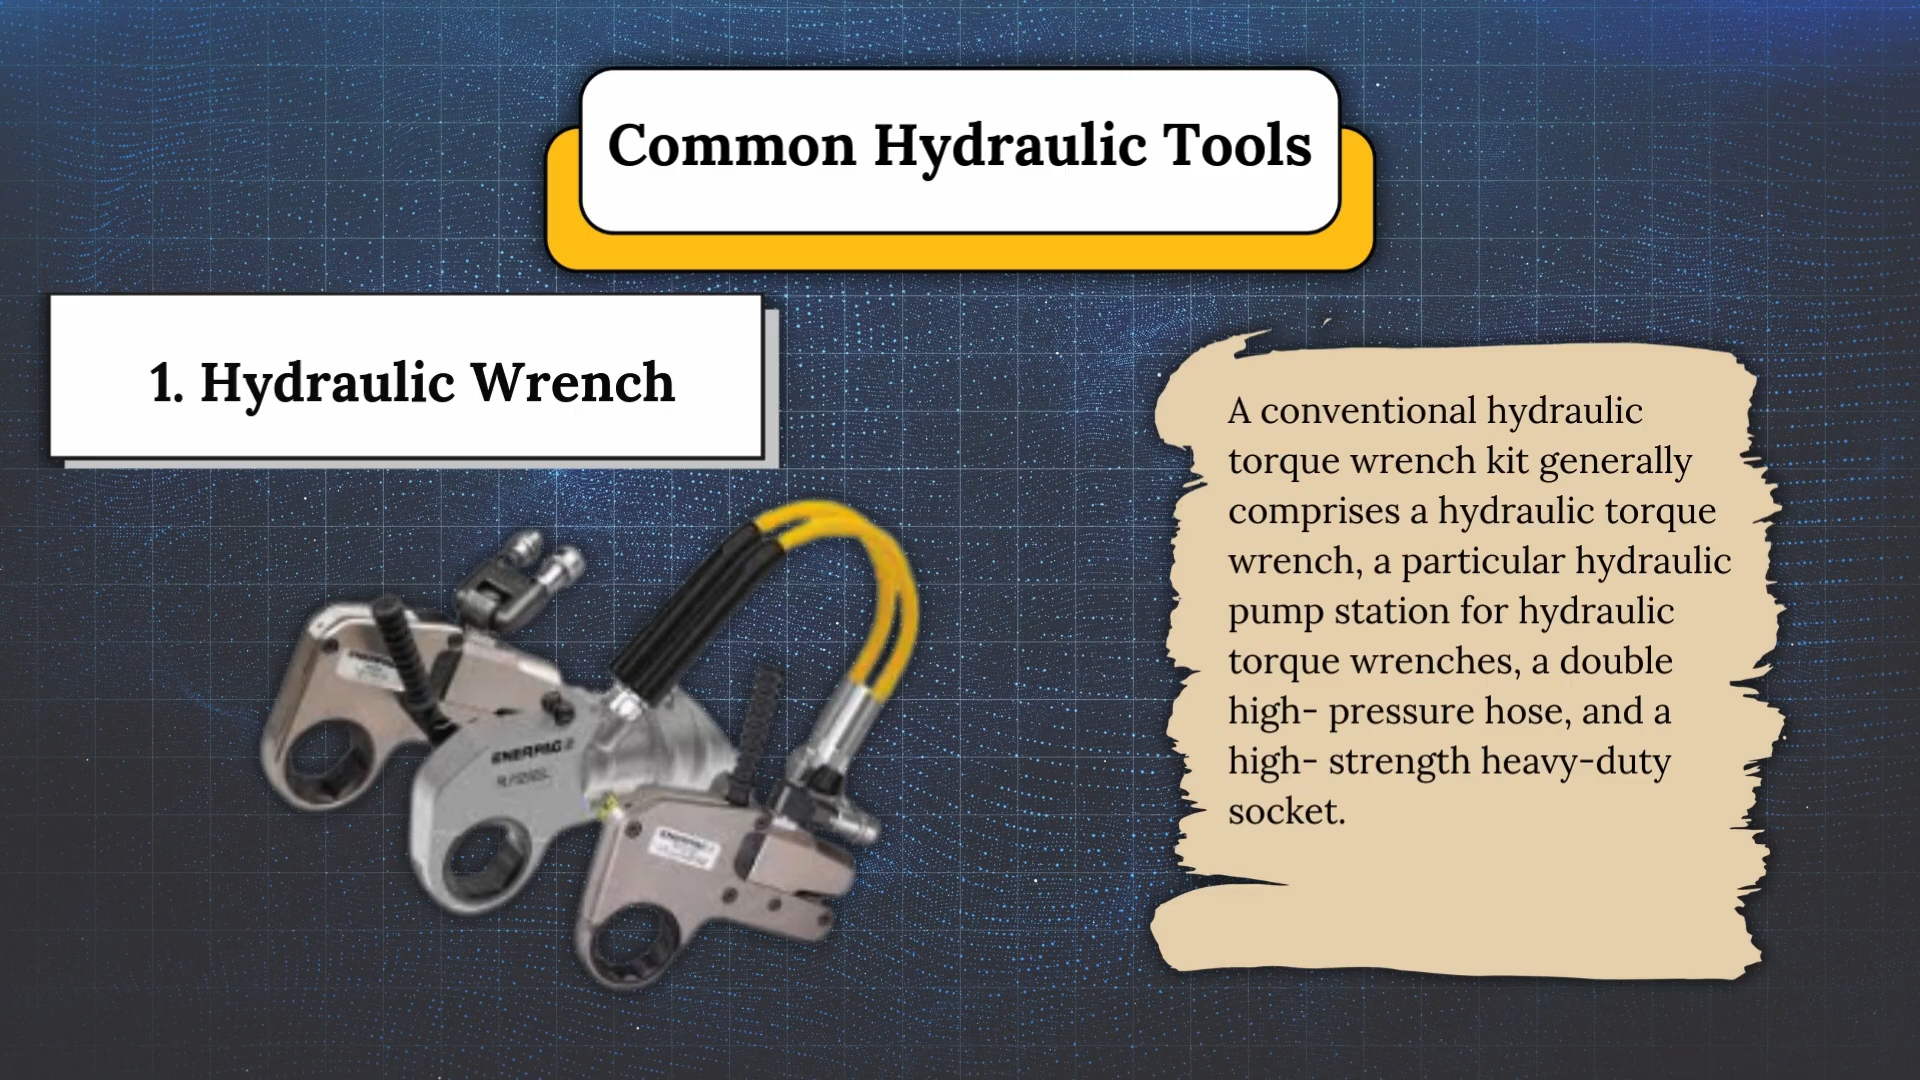 Common Hydraulic Tools
1. Hydraulic Wrench
A conventional hydraulic
torque wrench kit generally
comprises a hydraulic torque
wrench, a particular hydraulic
pump station for hydraulic
torque wrenches, a double
high- pressure hose, and a
high- strength heavy-duty
socket.
ENERPAC